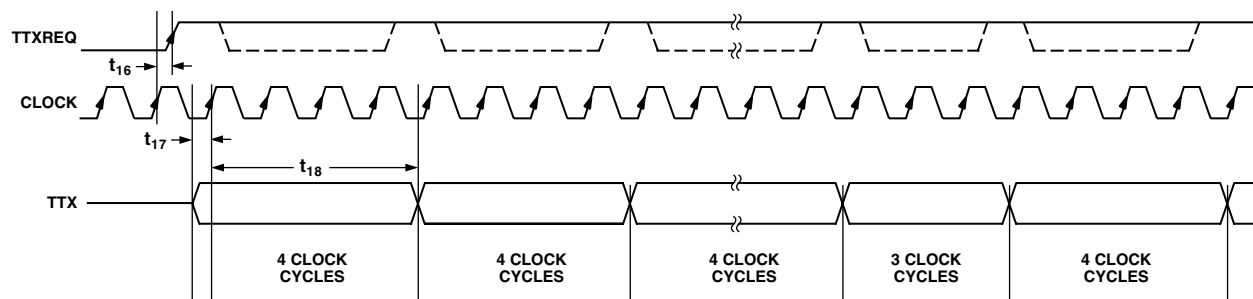 TTXREQ
t16
CLOCK
t17
t18
TTX
4 CLOCK
CYCLES
4 CLOCK
CYCLES
4 CLOCK
CYCLES
3 CLOCK
CYCLES
4 CLOCK
CYCLES